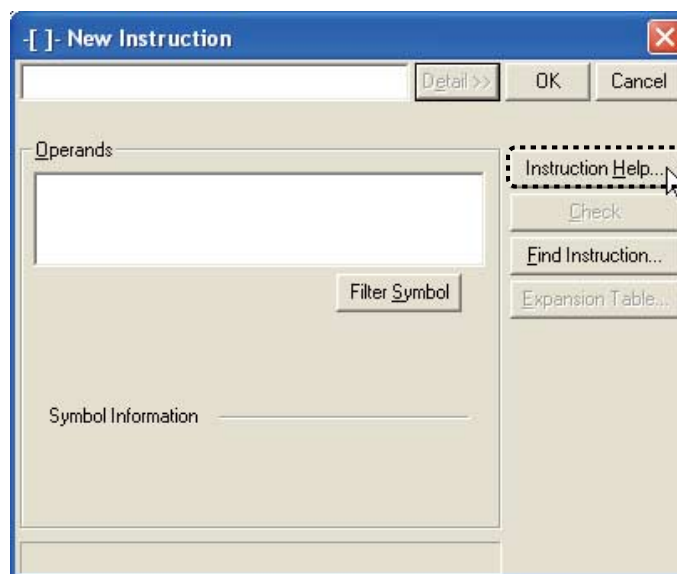 -[ ]- New Instruction
Detail >> OK Cancel
Operands
Instruction Help...
Check
Find Instruction...
Filter Symbol
Expansion Table...
Symbol Information